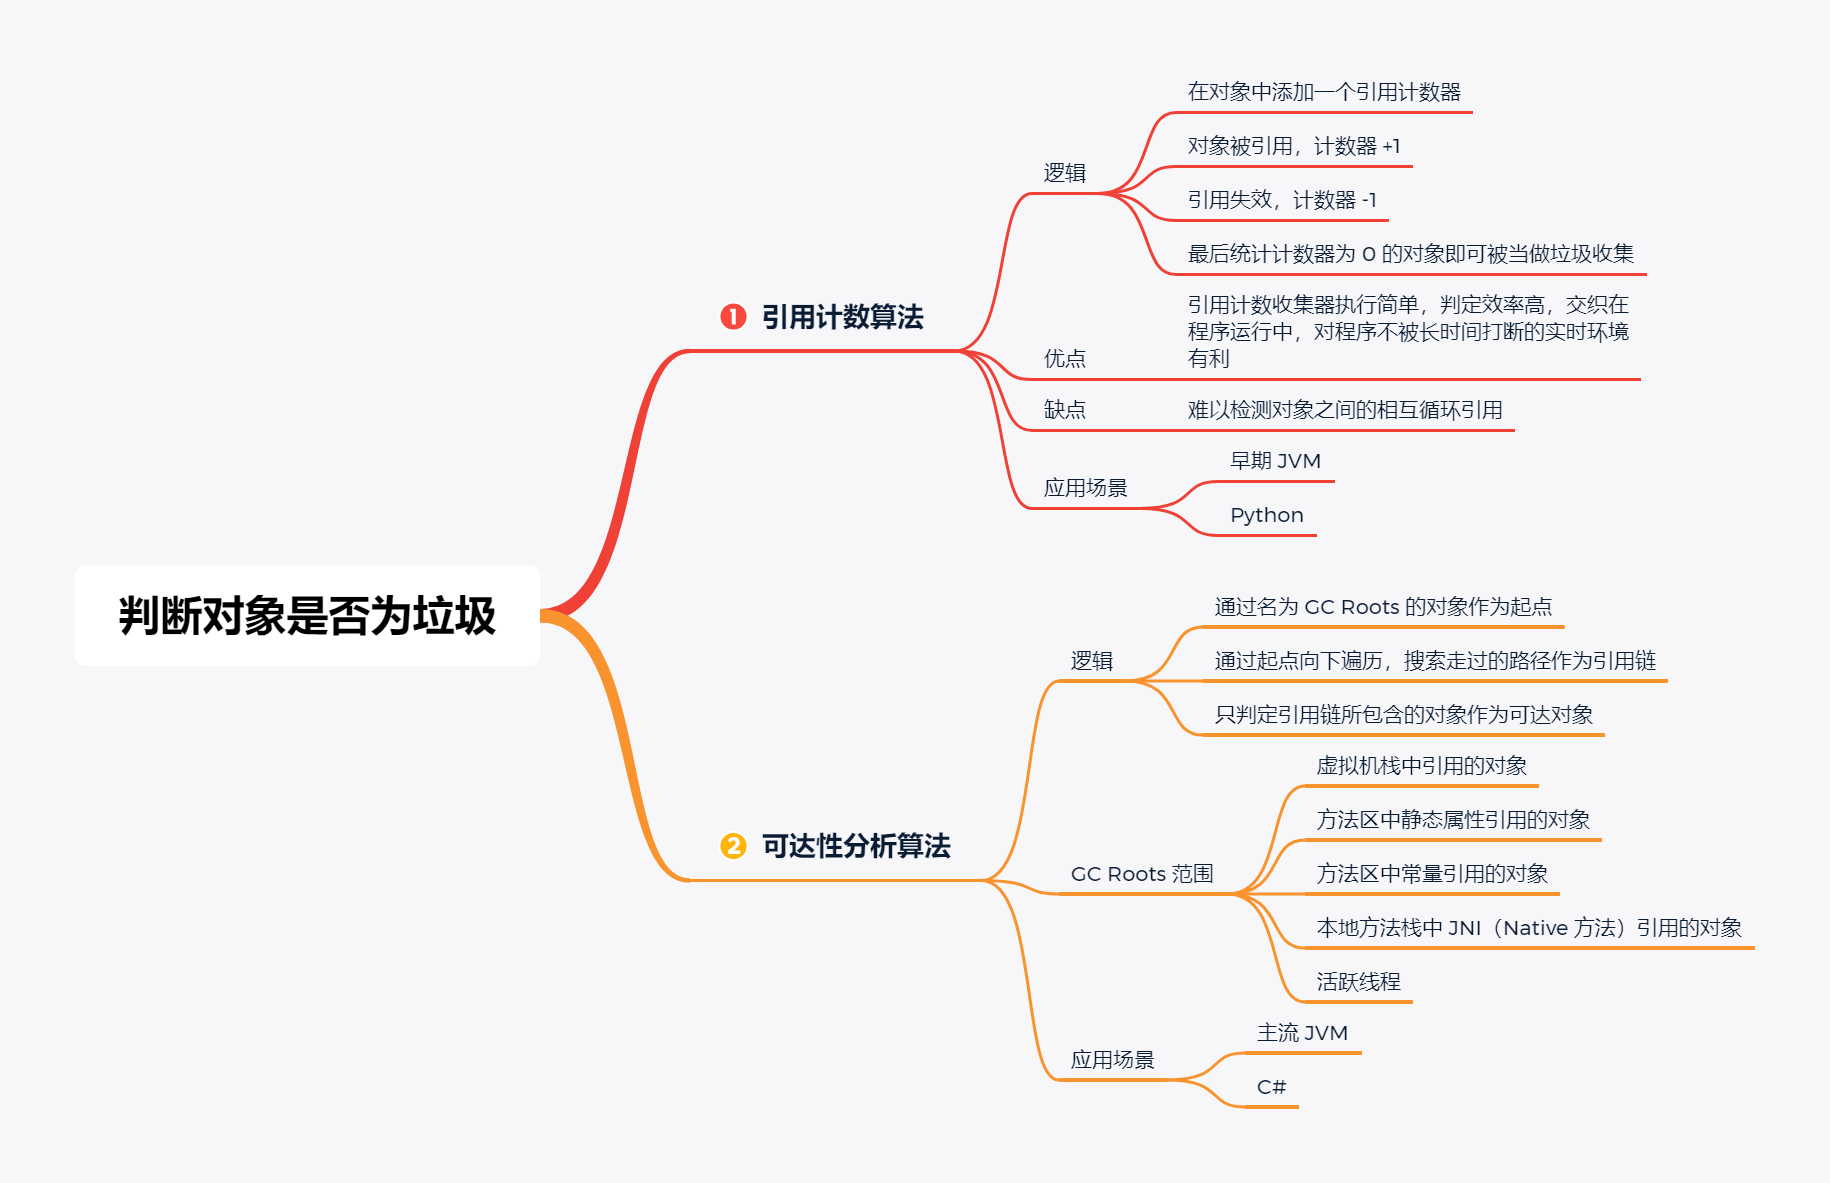 判断对象是否为垃圾
1 引用计数算法
逻辑
在对象中添加一个引用计数器
对象被引用，计数器 +1
引用失效，计数器 -1
最后统计计数器为 0 的对象即可被当做垃圾收集
优点
引用计数收集器执行简单，判定效率高，交织在
程序运行中，对程序不被长时间打断的实时环境
有利
缺点
难以检测对象之间的相互循环引用
应用场景
早期 JVM
Python
2 可达性分析算法
逻辑
通过名为 GC Roots 的对象作为起点
通过起点向下遍历，搜索走过的路径作为引用链
只判定引用链所包含的对象作为可达对象
GC Roots 范围
虚拟机栈中引用的对象
方法区中静态属性引用的对象
方法区中常量引用的对象
本地方法栈中 JNI（Native 方法）引用的对象
活跃线程
应用场景
主流 JVM
C#